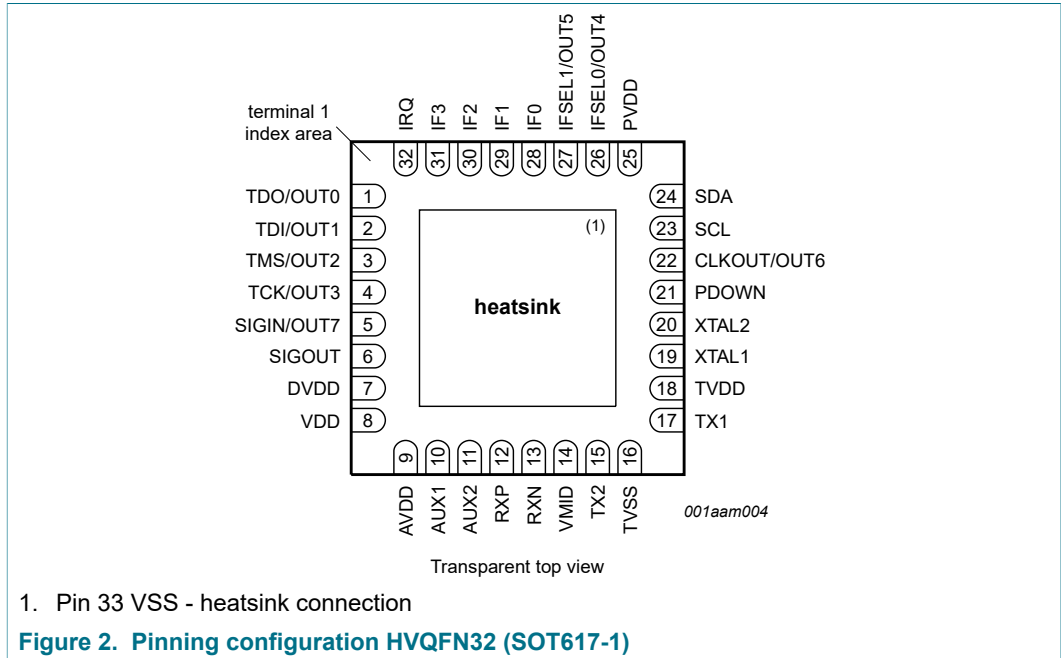 terminal 1
index area
IRQ
IF3
IF2
IF1
IF0
IFSEL1/OUT5
IFSEL0/OUT4
PVDD
32
31
30
29
28
27
26
25
TDO/OUT0 1
TDI/OUT1 2
TMS/OUT2 3
TCK/OUT3 4
SIGIN/OUT7 5
SIGOUT 6
DVDD 7
VDD 8
(1)
heatsink
24 SDA
23 SCL
22 CLKOUT/OUT6
21 PDOWN
20 XTAL2
19 XTAL1
18 TVDD
17 TX1
9
10
11
12
13
14
15
16
AVDD
AUX1
AUX2
RXP
RXN
VMID
TX2
TVSS
001aam004
Transparent top view
1. Pin 33 VSS - heatsink connection
Figure 2. Pinning configuration HVQFN32 (SOT617-1)